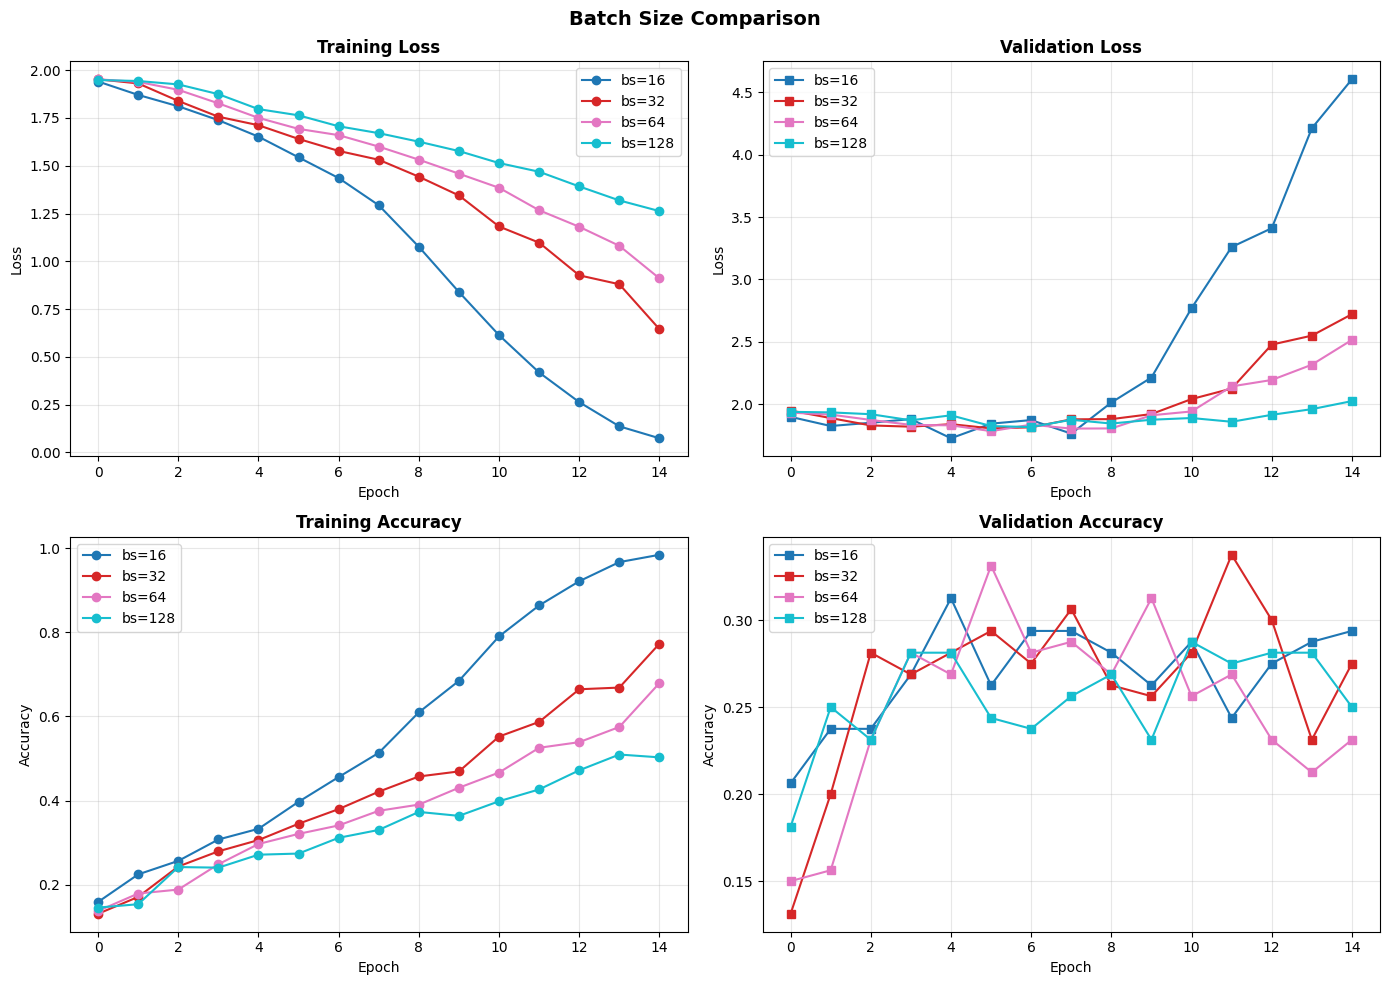 Batch Size Comparison
Training Loss
2.00
1.75
1.50
1.25
1.00
0.75
0.50
0.25
0.00
Loss
bs=16
bs=32
bs=64
bs=128
0 2 4 6 8 10 12 14
Epoch
Validation Loss
4.5
4.0
3.5
3.0
2.5
2.0
Loss
bs=16
bs=32
bs=64
bs=128
0 2 4 6 8 10 12 14
Epoch
Training Accuracy
1.0
0.8
0.6
0.4
0.2
Accuracy
bs=16
bs=32
bs=64
bs=128
0 2 4 6 8 10 12 14
Epoch
Validation Accuracy
0.30
0.25
0.20
0.15
Accuracy
bs=16
bs=32
bs=64
bs=128
0 2 4 6 8 10 12 14
Epoch